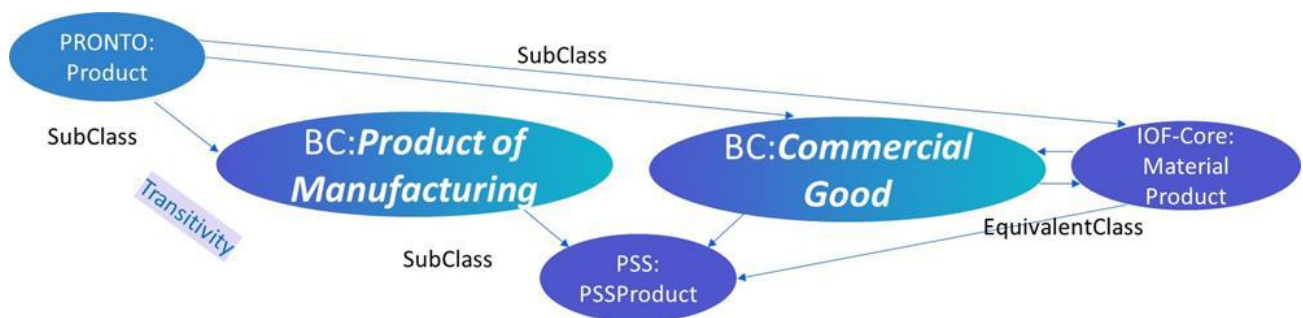 PRONTO:
Product
SubClass
SubClass
BC:Product of
Manufacturing
BC:Commercial
Good
IOF-Core:
Material
Product
Transitivity
EquivalentClass
SubClass
PSS:
PSSProduct